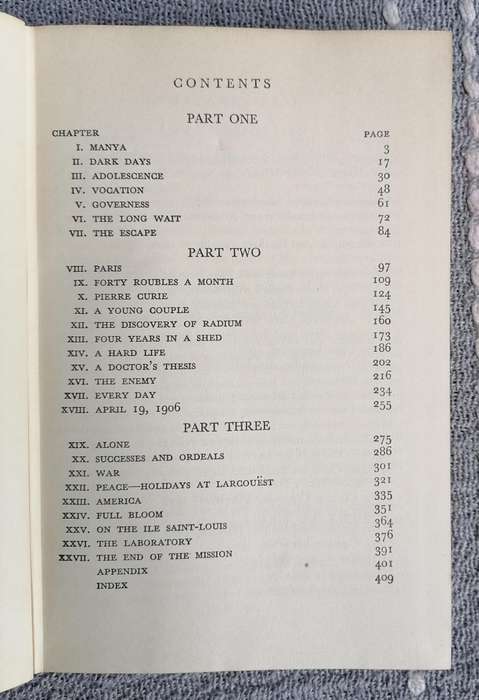 CONTENTS
PART ONE
CHAPTER PAGE
I. MANYA 3
II. DARK DAYS 17
III. ADOLESCENCE 30
IV. VOCATION 48
V. GOVERNESS 61
VI. THE LONG WAIT 72
VII. THE ESCAPE 84
PART TWO
VIII. PARIS 97
IX. FORTY ROUBLES A MONTH 109
X. PIERRE CURIE 124
XI. A YOUNG COUPLE 145
XII. THE DISCOVERY OF RADIUM 160
XIII. FOUR YEARS IN A SHED 173
XIV. A HARD LIFE 186
XV. A DOCTOR'S THESIS 202
XVI. THE ENEMY 216
XVII. EVERY DAY 234
XVIII. APRIL 19, 1906 255
PART THREE
XIX. ALONE 275
XX. SUCCESSES AND ORDEALS 286
XXI. WAR 301
XXII. PEACE—HOLIDAYS AT LARCOUËST 321
XXIII. AMERICA 335
XXIV. FULL BLOOM 351
XXV. ON THE ILE SAINT-LOUIS 364
XXVI. THE LABORATORY 376
XXVII. THE END OF THE MISSION 391
APPENDIX 401
INDEX 409